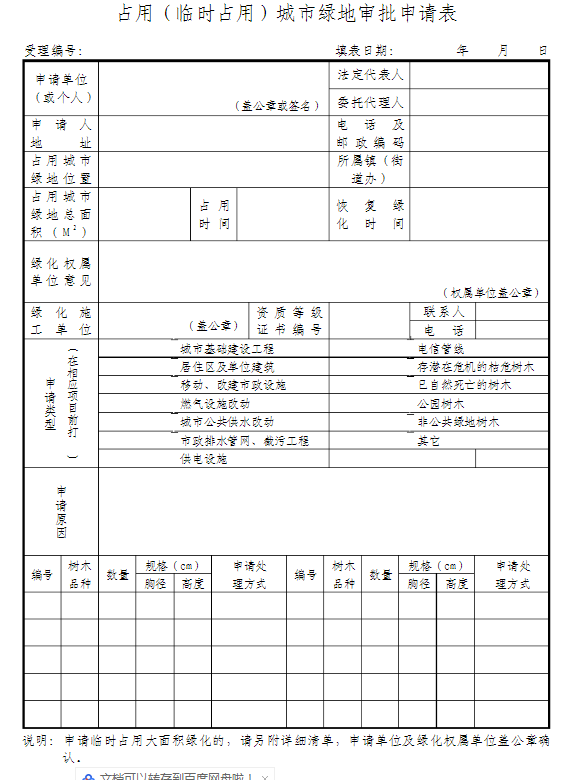 占用（临时占用）城市绿地审批申请表
受理编号：
填表日期：　年　月　日
申请单位
（或个人）
（盖公章或签名）
法定代表人
委托代理人
申请人
地址
电话及
邮政编码
占用城市
绿地位置
所属镇（街
道办）
占用城市
绿地总面
积（M²）
占用
时间
恢复绿
化时间
绿化权属
单位意见
（权属单位盖公章）
绿化施
工单位
（盖公章）
资质等级
证书编号
联系人
电话
申请类型
（在相应项目前打　）
城市基础建设工程
电信管线
居住区及单位建筑
存潜在危机的枯危树木
移动、改建市政设施
已自然死亡的树木
燃气设施改动
公园树木
城市公共供水改动
非公共绿地树木
市政排水管网、截污工程
其它
供电设施
申请原因
编号
树木
品种
数量
规格（cm）
胸径
高度
申请处
理方式
编号
树木
品种
数量
规格（cm）
胸径
高度
申请处
理方式
说明：申请临时占用大面积绿化的，请另附详细清单，申请单位及绿化权属单位盖公章确
认．
文档可以转存到百度网盘啦！ ×